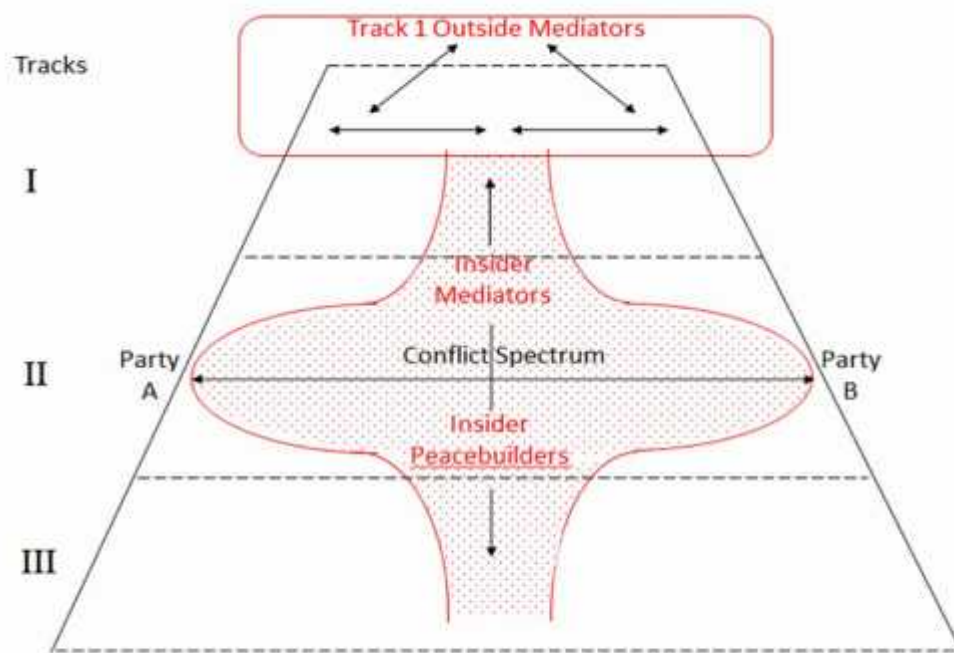 Track 1 Outside Mediators
Tracks
I
Insider
Mediators
Party
A
II
Conflict Spectrum
Party
B
Insider
Peacebuilders
III